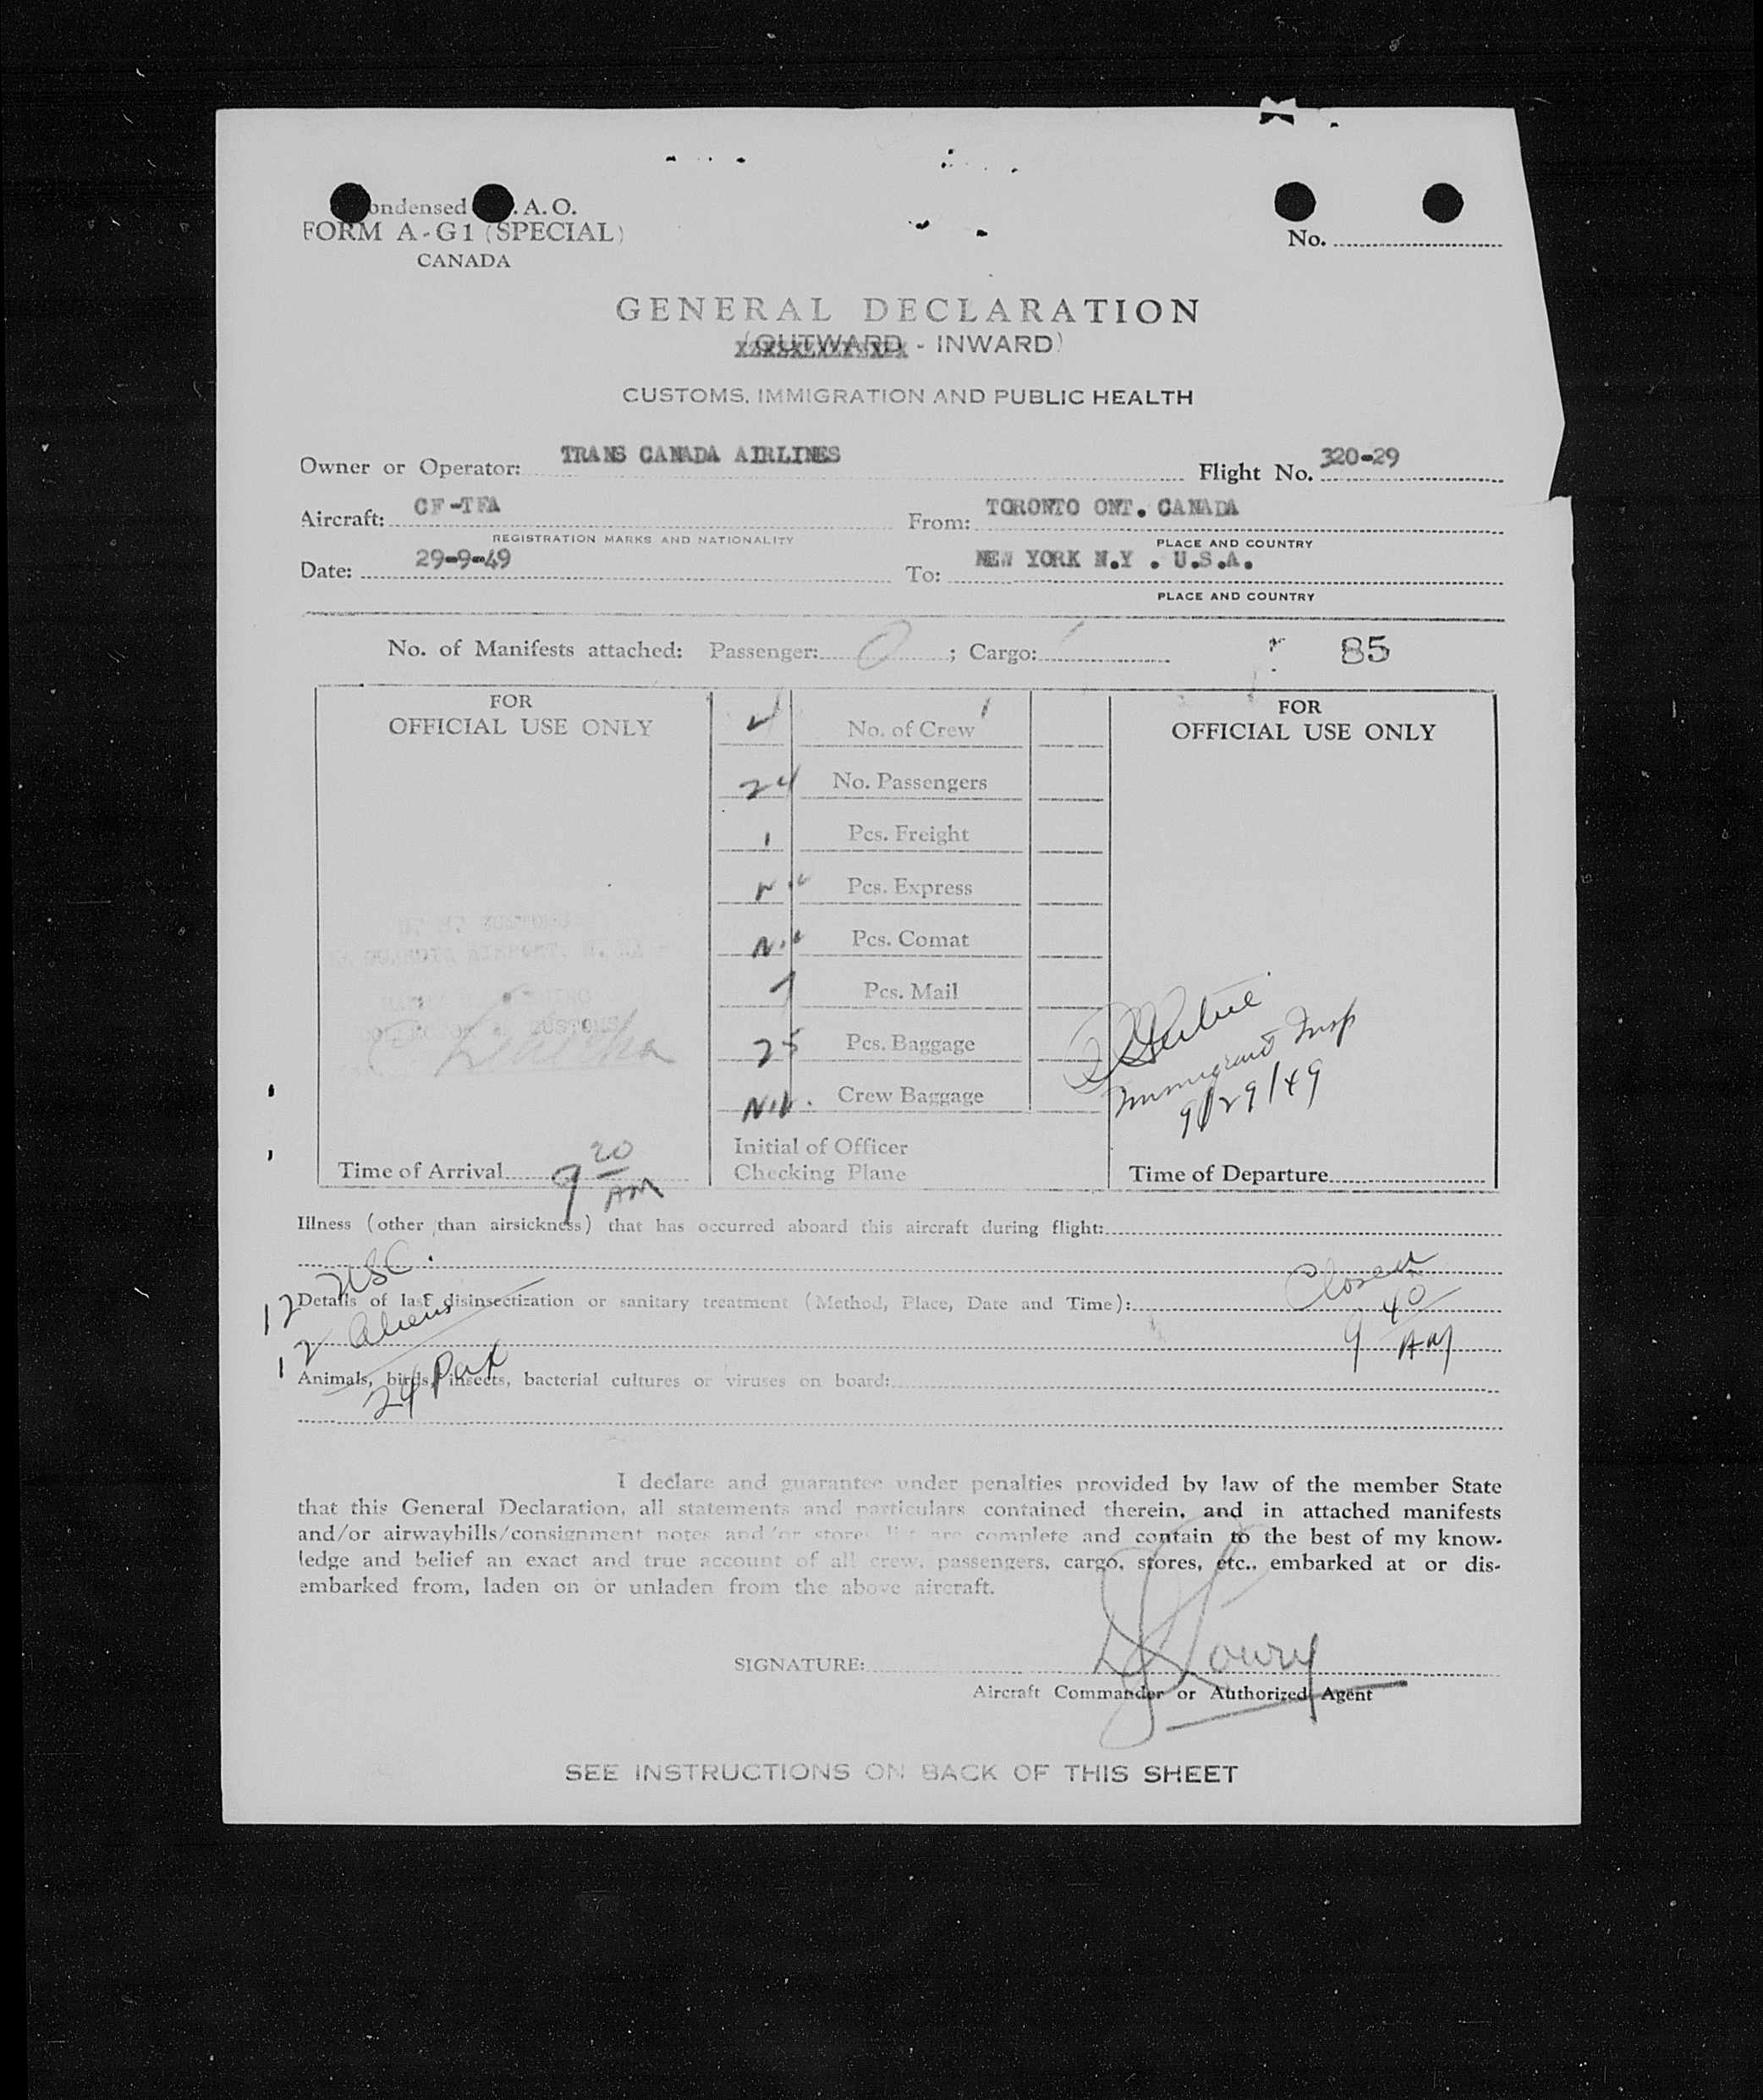 ondensed .A.O.
FORM A-G1 (SPECIAL)
CANADA
No.
GENERAL DECLARATION
(OUTWARD - INWARD)
CUSTOMS, IMMIGRATION AND PUBLIC HEALTH
Owner or Operator: TRANS CANADA AIRLINES Flight No. 320-29
Aircraft: CF-TFA From: TORONTO ONT. CANADA
REGISTRATION MARKS AND NATIONALITY PLACE AND COUNTRY
Date: 29-9-49 To: NEW YORK N.Y . U.S.A.
PLACE AND COUNTRY
No. of Manifests attached: Passenger: 0 ; Cargo: 85
FOR
OFFICIAL USE ONLY
No. of Crew
24 No. Passengers
1 Pcs. Freight
Nil Pcs. Express
Nil Pcs. Comat
7 Pcs. Mail
25 Pcs. Baggage
Nil. Crew Baggage
Initial of Officer
Checking Plane
FOR
OFFICIAL USE ONLY
Immigrant Insp
9/29/49
Time of Arrival 9 20 AM
Time of Departure
Illness (other than airsickness) that has occurred aboard this aircraft during flight:
12 USC.
Closed
Details of last disinsectization or sanitary treatment (Method, Place, Date and Time):
12 Aliens
9 40 AM
Animals, birds, insects, bacterial cultures or viruses on board:
24 Pax
I declare and guarantee under penalties provided by law of the member State
that this General Declaration, all statements and particulars contained therein, and in attached manifests
and/or airwaybills/consignment notes and/or stores list are complete and contain to the best of my know-
ledge and belief an exact and true account of all crew, passengers, cargo, stores, etc., embarked at or dis-
embarked from, laden on or unladen from the above aircraft.
SIGNATURE: Lowry
Aircraft Commander or Authorized Agent
SEE INSTRUCTIONS ON BACK OF THIS SHEET